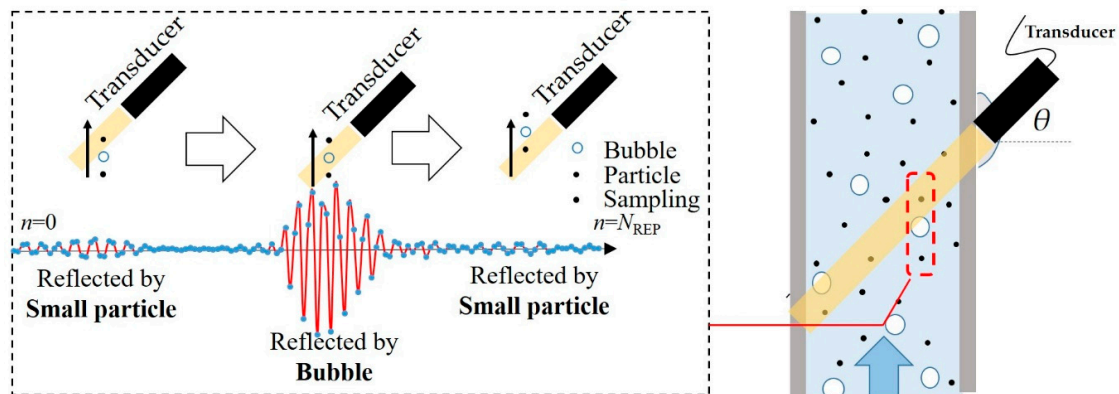 Transducer
Transducer
Transducer
Bubble
Particle
Sampling
n=0
n=N_REP
Reflected by
Small particle
Reflected by
Bubble
Reflected by
Small particle
Transducer
θ